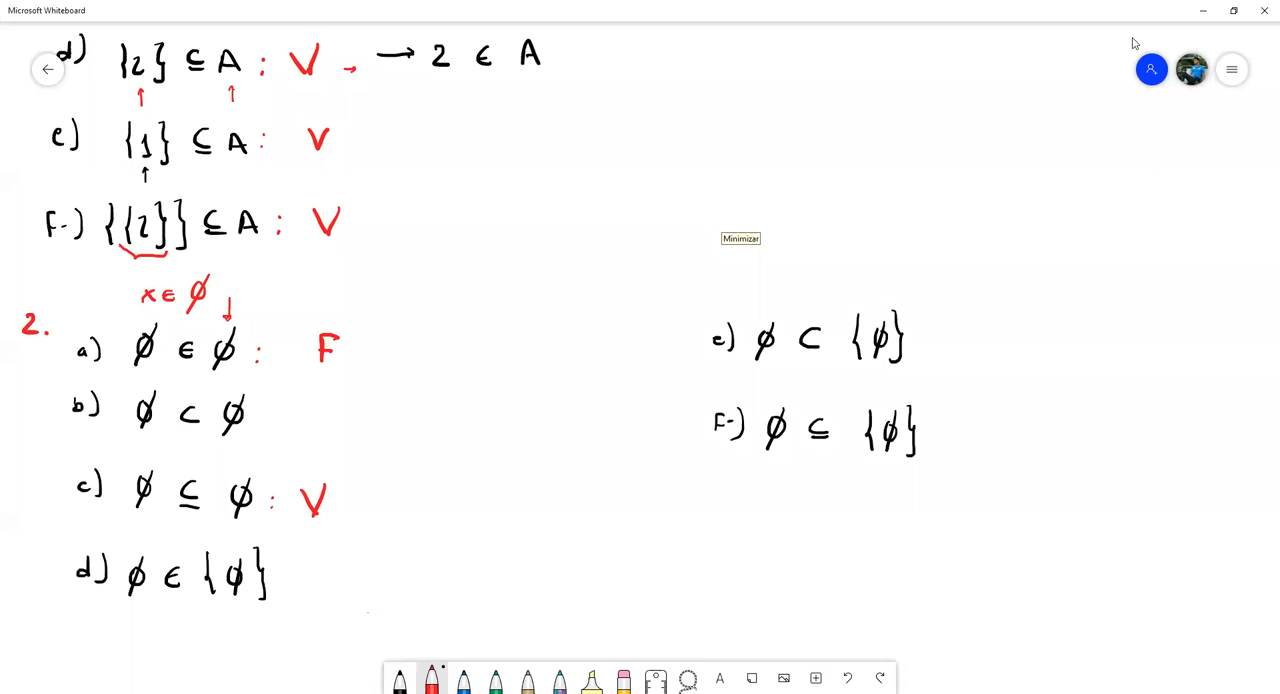 Microsoft Whiteboard
d) {2} ⊆ A : V → → 2 ∈ A
e) {1} ⊆ A : V
F-) {{2}} ⊆ A : V
Minimizar
x ∈ ∅
2.
a) ∅ ∈ ∅ : F
b) ∅ ⊂ ∅
c) ∅ ⊆ ∅ : V
d) ∅ ∈ {∅}
e) ∅ ⊂ {∅}
F-) ∅ ⊆ {∅}
A